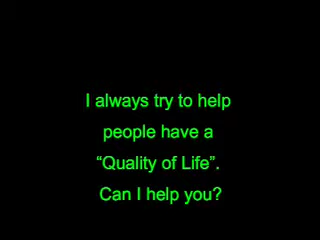 I always try to help
people have a
“Quality of Life”.
Can I help you?